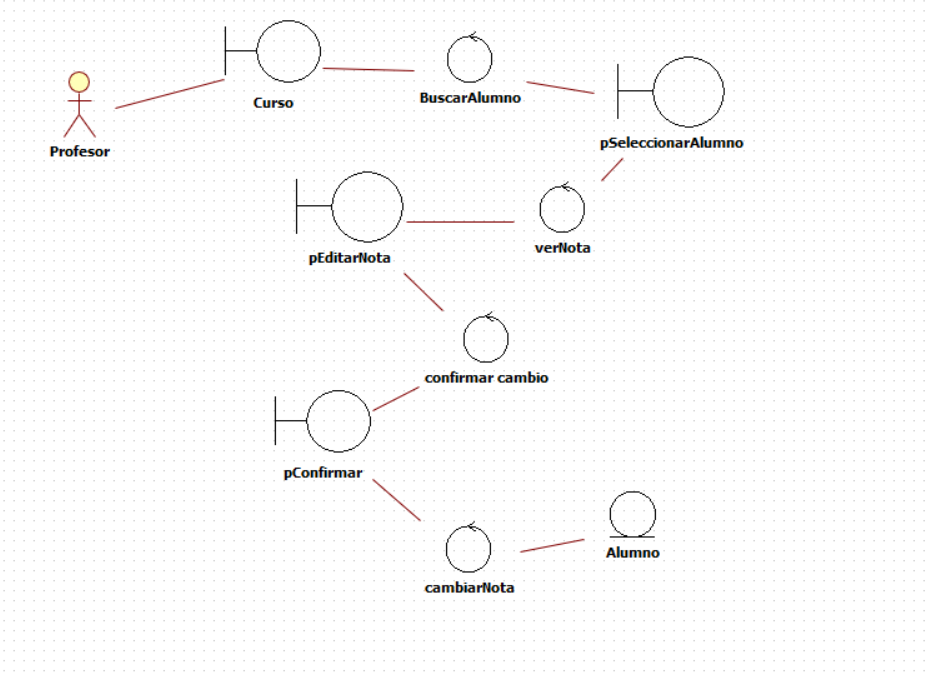 Curso
BuscarAlumno
Profesor
pSeleccionarAlumno
pEditarNota
verNota
confirmar cambio
pConfirmar
Alumno
cambiarNota